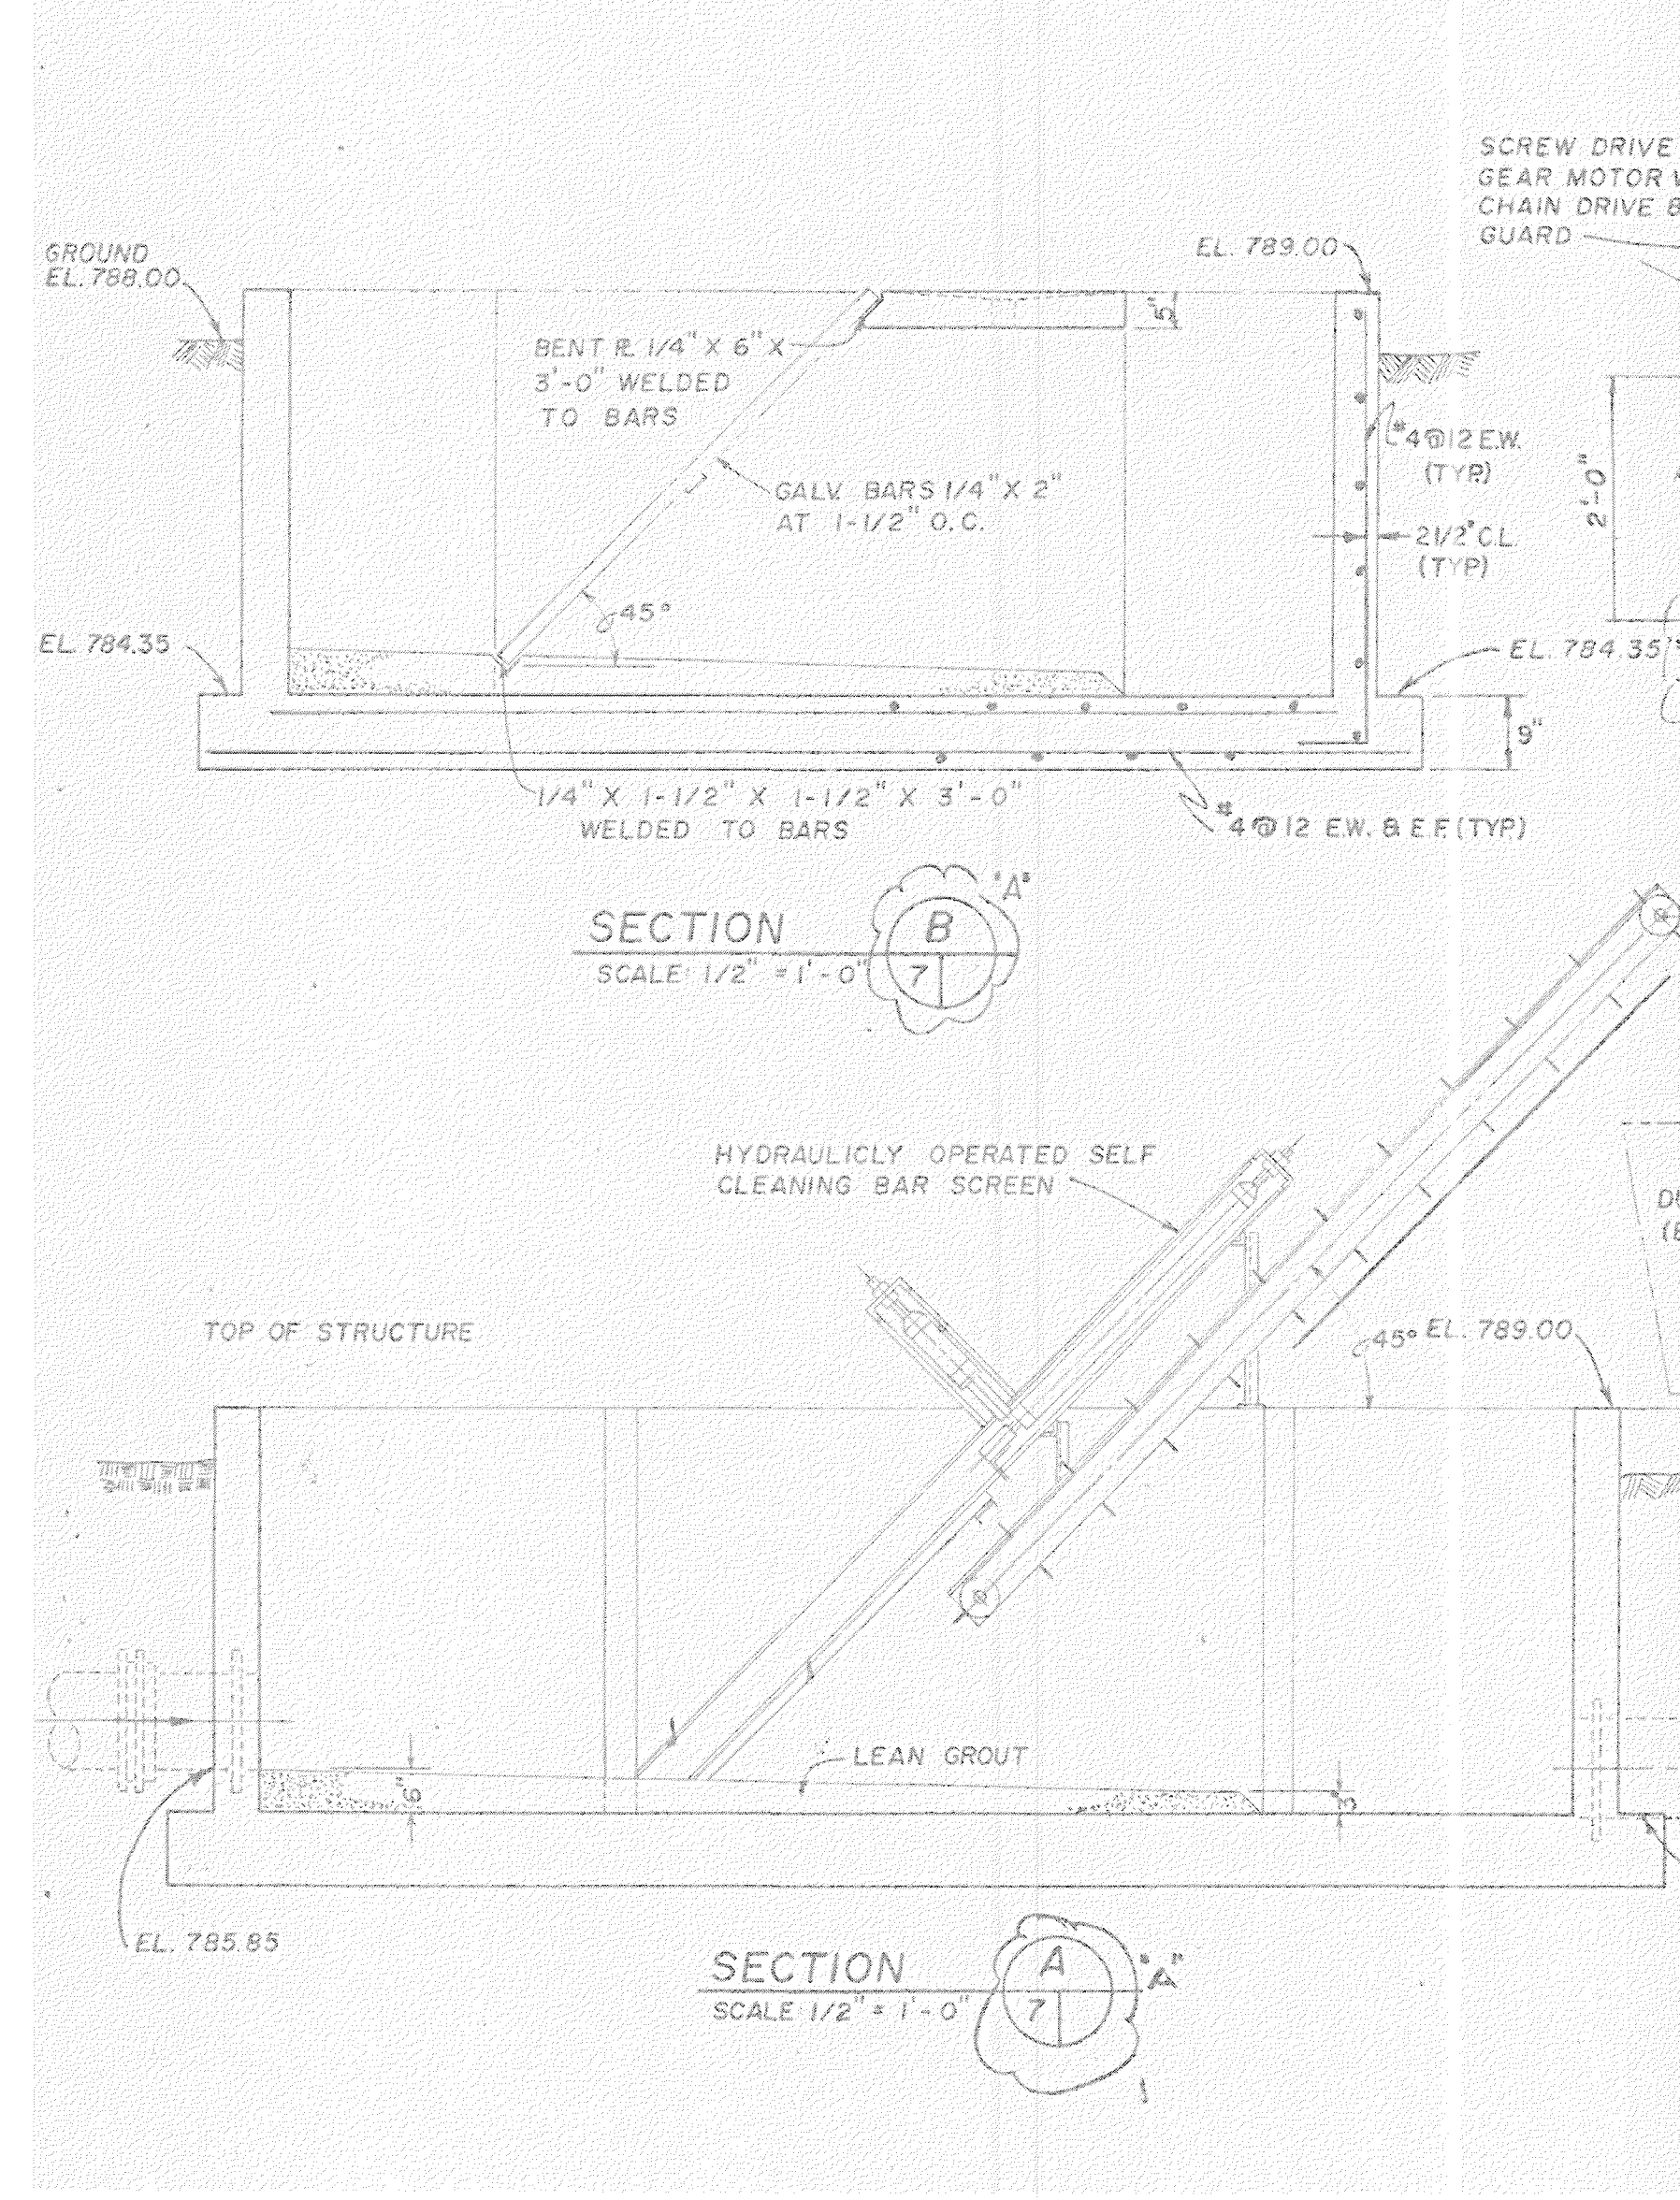 SCREW DRIVE
GEAR MOTOR
CHAIN DRIVE
GUARD
GROUND
EL. 788.00
EL. 789.00
5"
BENT PL 1/4" X 6" X
3'-0" WELDED
TO BARS
#4@12 E.W.
(TYP.)
GALV. BARS 1/4" X 2"
AT 1-1/2" O.C.
2'-0"
2 1/2" CL.
(TYP.)
45°
EL. 784.35
EL. 784.35
9"
1/4" X 1-1/2" X 1-1/2" X 3'-0"
WELDED TO BARS
#4@12 E.W. & E.F. (TYP.)
"A"
SECTION B
SCALE: 1/2" = 1'-0" 7
HYDRAULICLY OPERATED SELF
CLEANING BAR SCREEN
TOP OF STRUCTURE
45° EL. 789.00
LEAN GROUT
6"
3"
EL. 785.85
SECTION A "A"
SCALE: 1/2" = 1'-0" 7